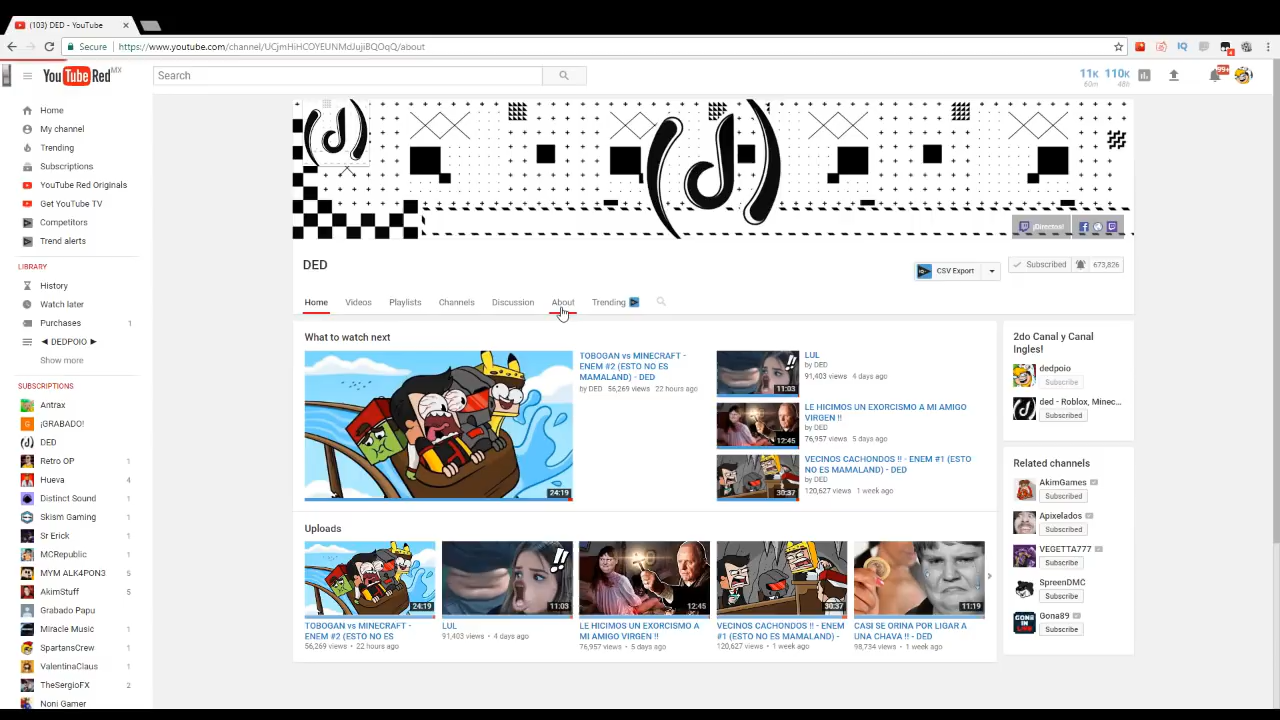 (103) DED - YouTube
Secure
https://www.youtube.com/channel/UCjmHiHCOYEUNMdJujiBQOqQ/about
YouTube Red MX
Search
11K 110K
60m 48h
99+
Home
My channel
Trending
Subscriptions
YouTube Red Originals
Get YouTube TV
Competitors
Trend alerts
LIBRARY
History
Watch later
Purchases 1
◄ DEDPOIO ►
Show more
SUBSCRIPTIONS
Antrax
¡GRABADO!
DED
Retro OP 1
Hueva 4
Distinct Sound 1
Skism Gaming 1
Sr Erick 1
MCRepublic 1
MYM ALK4PON3 5
AkimStuff 5
Grabado Papu
Miracle Music 1
SpartansCrew 1
ValentinaClaus 1
TheSergioFX 2
Noni Gamer
(d)
¡Directos!
DED
CSV Export
Subscribed 673,826
Home Videos Playlists Channels Discussion About Trending
What to watch next
24:19
TOBOGAN vs MINECRAFT -
ENEM #2 (ESTO NO ES
MAMALAND) - DED
by DED 56,269 views 22 hours ago
11:03
LUL
by DED
91,403 views 4 days ago
12:45
LE HICIMOS UN EXORCISMO A MI AMIGO
VIRGEN !!
by DED
76,957 views 5 days ago
30:37
VECINOS CACHONDOS !! - ENEM #1 (ESTO
NO ES MAMALAND) - DED
by DED
120,627 views 1 week ago
Uploads
24:19
TOBOGAN vs MINECRAFT -
ENEM #2 (ESTO NO ES
56,269 views • 22 hours ago
11:03
LUL
91,403 views • 4 days ago
12:45
LE HICIMOS UN EXORCISMO A
MI AMIGO VIRGEN !!
76,957 views • 5 days ago
30:37
VECINOS CACHONDOS !! - ENEM
#1 (ESTO NO ES MAMALAND) -
120,627 views • 1 week ago
11:19
CASI SE ORINA POR LIGAR A
UNA CHAVA !! - DED
98,734 views • 1 week ago
2do Canal y Canal
Ingles!
dedpoio
Subscribe
ded - Roblox, Minec...
Subscribed
Related channels
AkimGames
Subscribed
Apixelados
Subscribed
VEGETTA777
Subscribe
SpreenDMC
Subscribe
Gona89
Subscribe